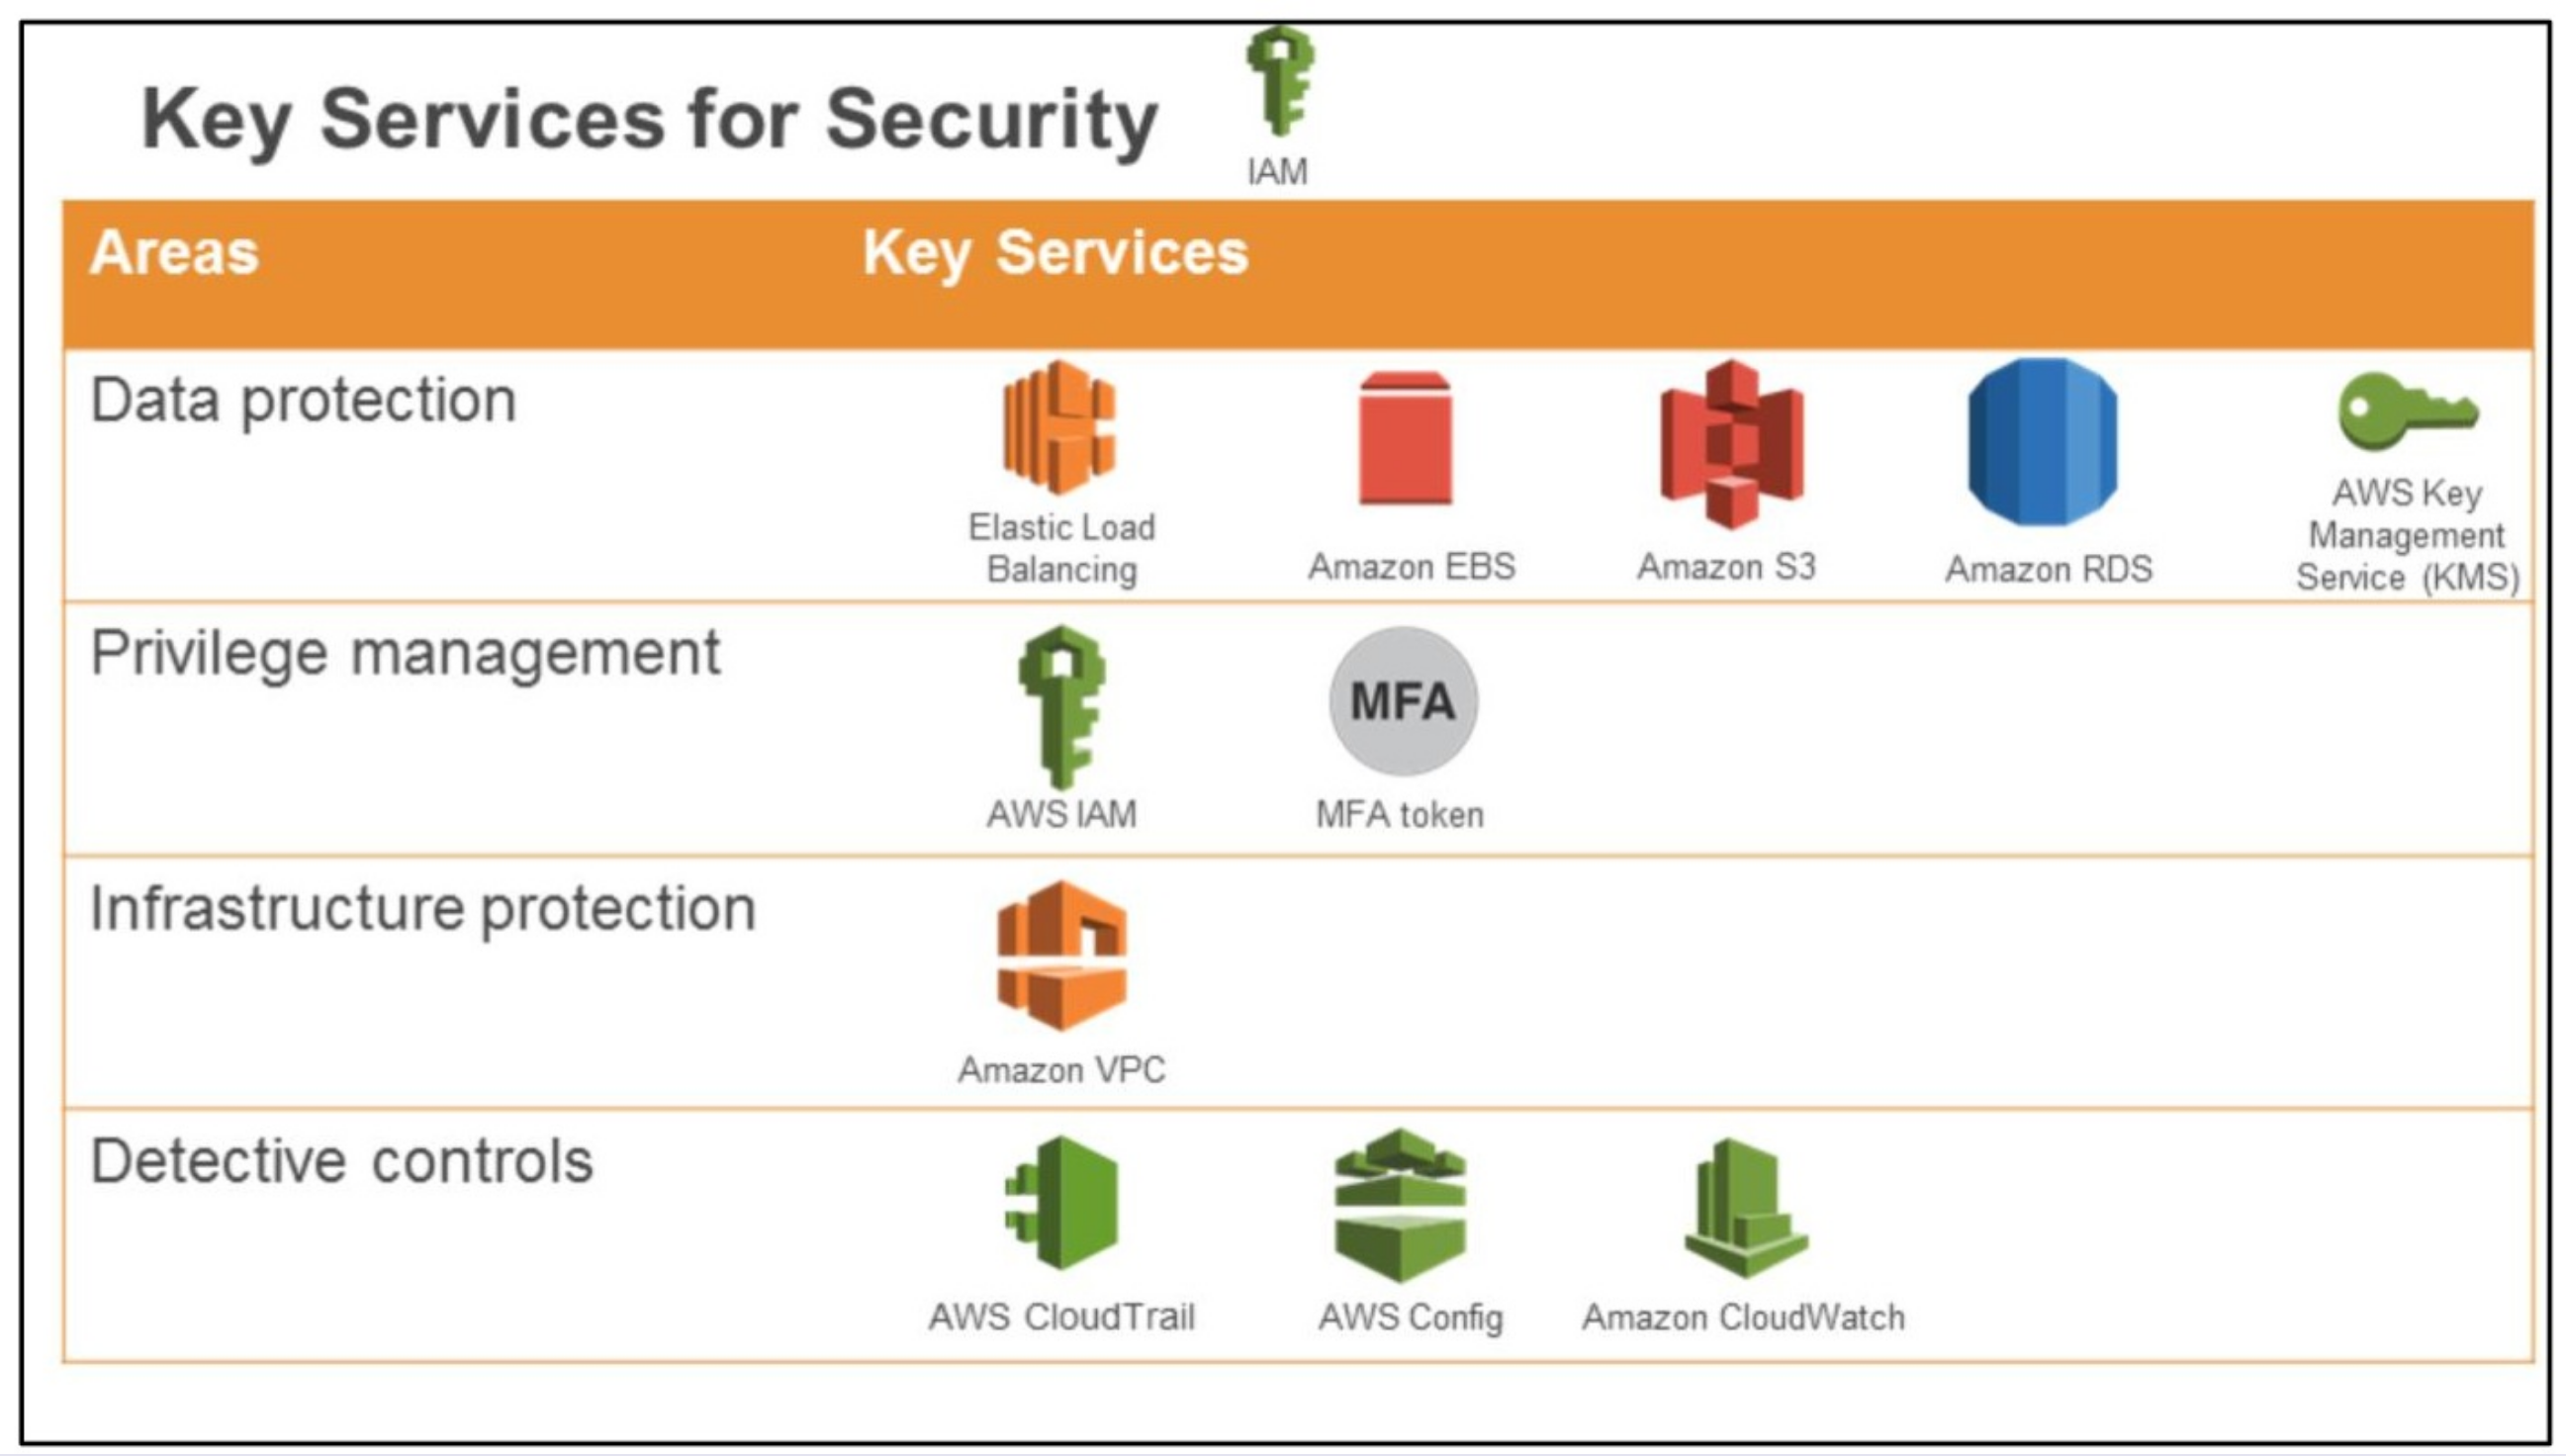 Key Services for Security
IAM
Areas
Key Services
Data protection
Elastic Load
Balancing
Amazon EBS
Amazon S3
Amazon RDS
AWS Key
Management
Service (KMS)
Privilege management
MFA
AWS IAM
MFA token
Infrastructure protection
Amazon VPC
Detective controls
AWS CloudTrail
AWS Config
Amazon CloudWatch